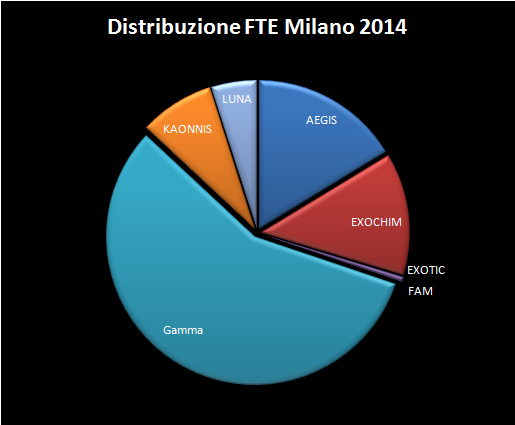 Distribuzione FTE Milano 2014
LUNA
AEGIS
KAONNIS
EXOCHIM
EXOTIC
FAM
Gamma